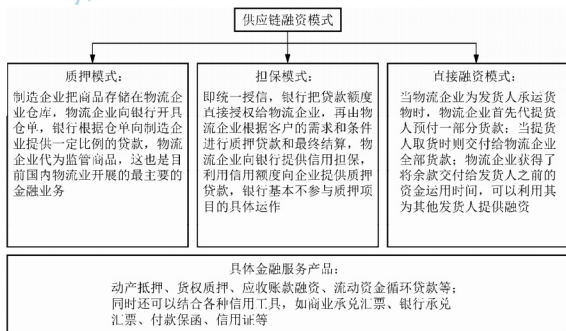 供应链融资模式
质押模式：
制造企业把商品存储在物流企
业仓库，物流企业向银行开具
仓单，银行根据仓单向制造企
业提供一定比例的贷款，物流
企业代为监管商品，这也是目
前国内物流业开展的最主要的
金融业务
担保模式：
即统一授信，银行把贷款额度
直接授权给物流企业，再由物
流企业根据客户的需求和条件
进行质押贷款和最终结算，物
流企业向银行提供信用担保，
利用信用额度向企业提供质押
贷款，银行基本不参与质押项
目的具体运作
直接融资模式：
当物流企业为发货人承运货
物时，物流企业首先代提货
人预付一部分货款；当提货
人取货时则交付给物流企业
全部货款；物流企业获得了
将余款交付给发货人之前的
资金运用时间，可以利用其
为其他发货人提供融资
具体金融服务产品：
动产抵押、货权质押、应收账款融资、流动资金循环贷款等；
同时还可以结合各种信用工具，如商业承兑汇票、银行承兑
汇票、付款保函、信用证等